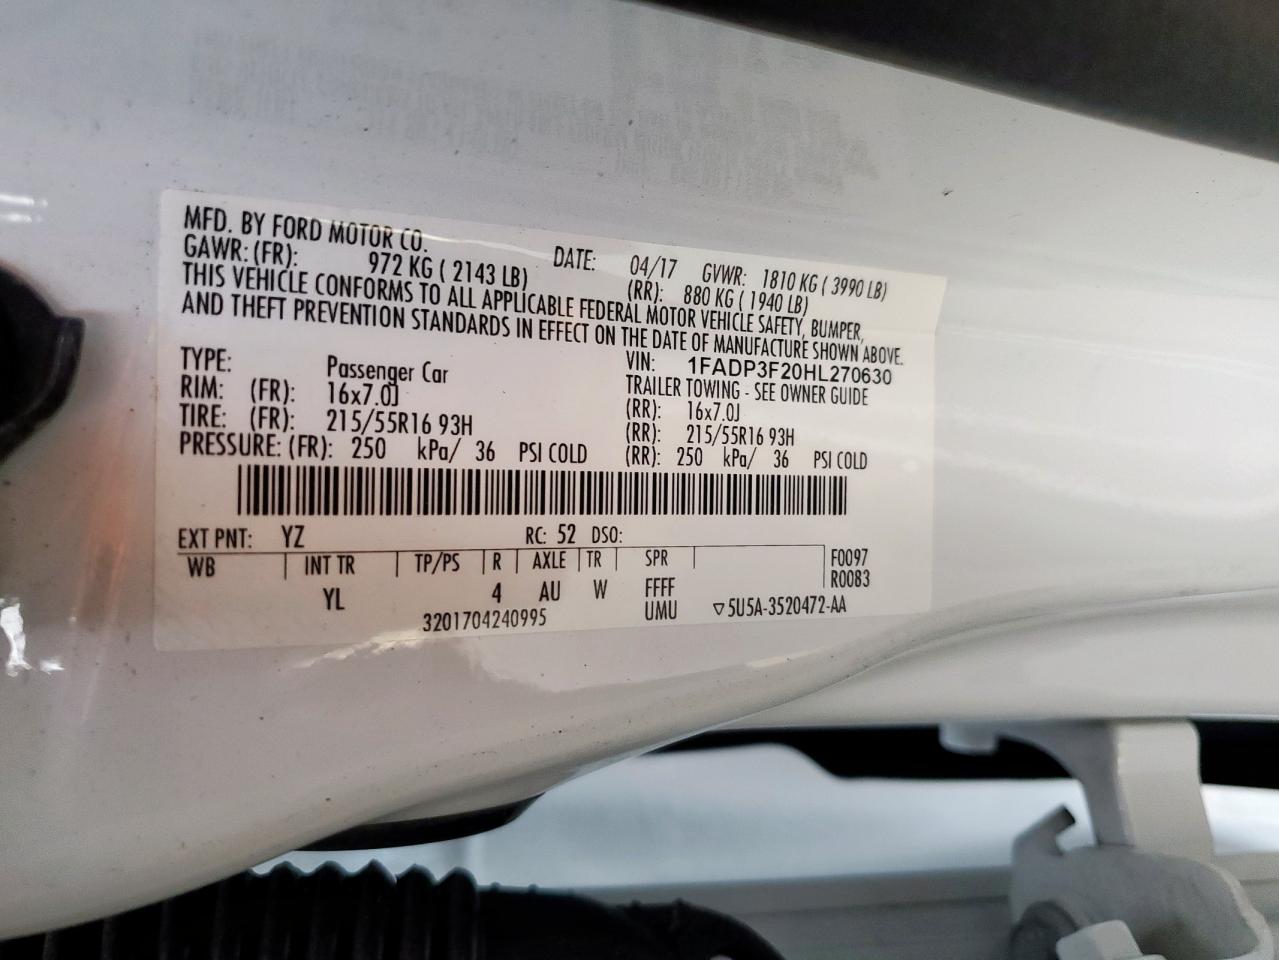 MFD. BY FORD MOTOR CO.
DATE: 04/17 GVWR: 1810 KG ( 3990 LB)
GAWR: (FR): 972 KG ( 2143 LB) (RR): 880 KG ( 1940 LB)
THIS VEHICLE CONFORMS TO ALL APPLICABLE FEDERAL MOTOR VEHICLE SAFETY, BUMPER,
AND THEFT PREVENTION STANDARDS IN EFFECT ON THE DATE OF MANUFACTURE SHOWN ABOVE.
VIN: 1FADP3F20HL270630
TYPE: Passenger Car TRAILER TOWING - SEE OWNER GUIDE
RIM: (FR): 16x7.0J (RR): 16x7.0J
TIRE: (FR): 215/55R16 93H (RR): 215/55R16 93H
PRESSURE: (FR): 250 kPa/ 36 PSI COLD (RR): 250 kPa/ 36 PSI COLD
EXT PNT: YZ RC: 52 DSO:
WB INT TR TP/PS R AXLE TR SPR F0097
R0083
YL 4 AU W FFFF
3201704240995 UMU ▽5U5A-3520472-AA